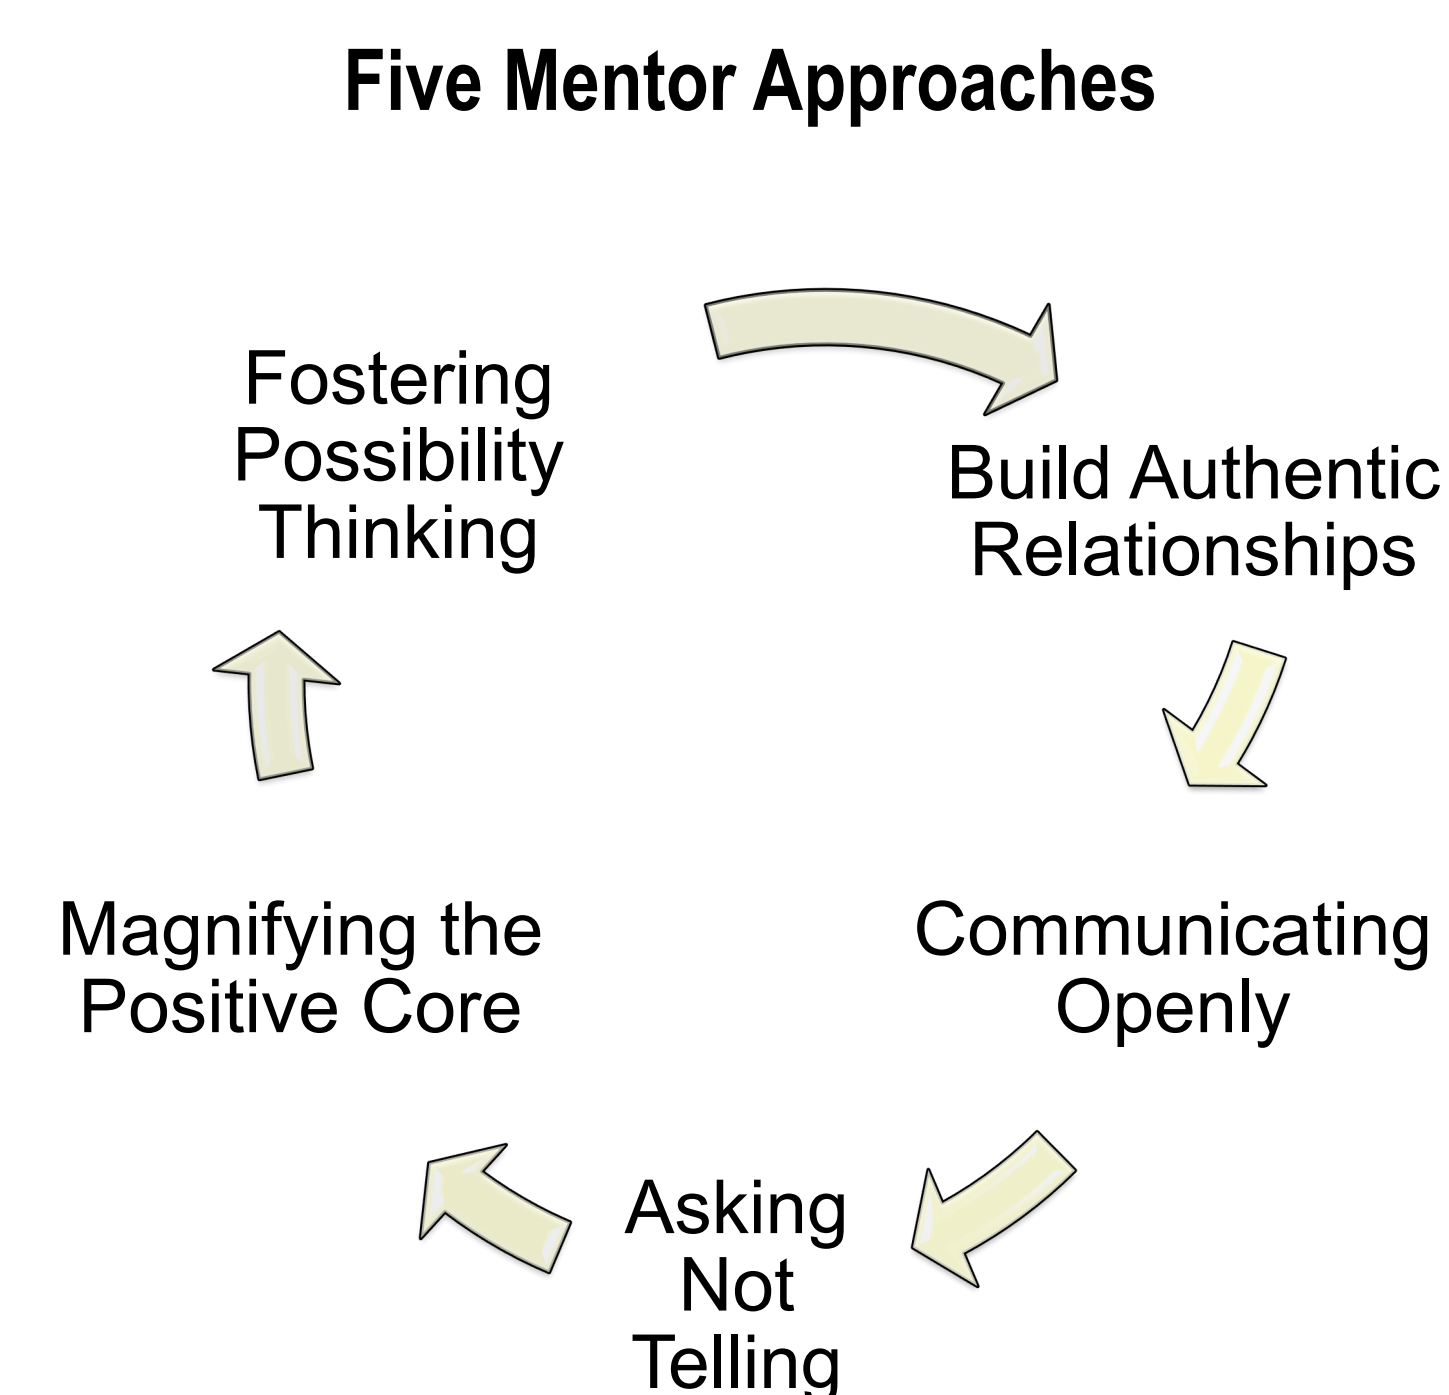 Five Mentor Approaches
Fostering
Possibility
Thinking
Build Authentic
Relationships
Magnifying the
Positive Core
Communicating
Openly
Asking
Not
Telling